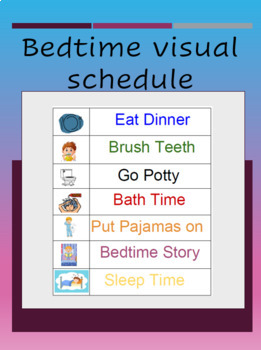 Bedtime visual
schedule
Eat Dinner
Brush Teeth
Go Potty
Bath Time
Put Pajamas on
Bedtime Story
Sleep Time